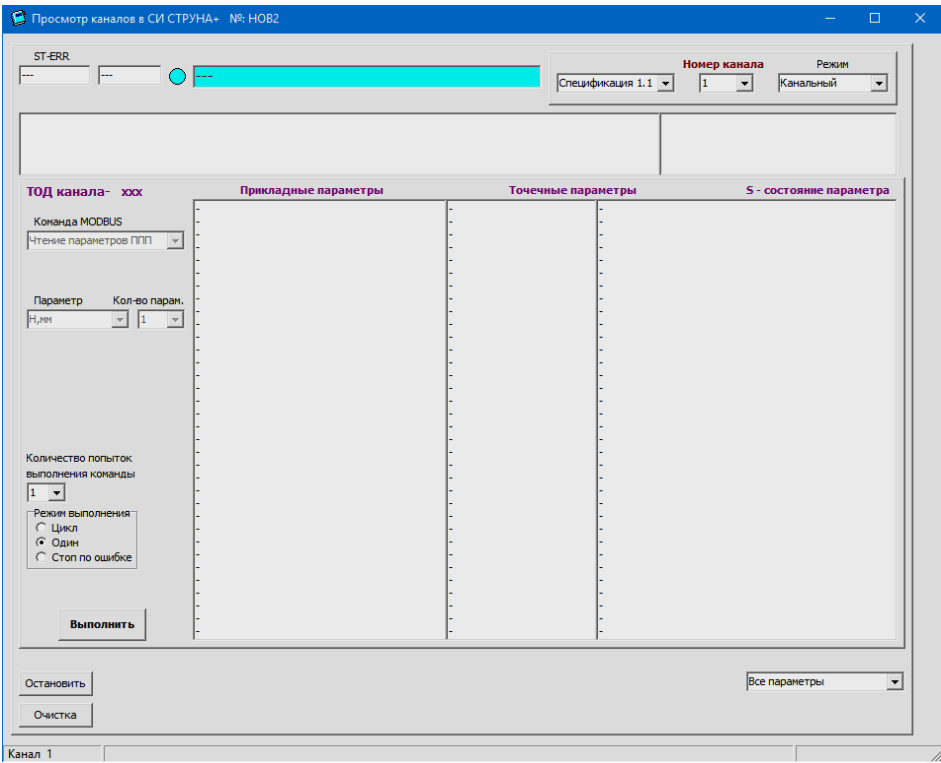 Просмотр каналов в СИ СТРУНА+ №: НОВ2
ST-ERR
--- --- ---
Номер канала Режим
Спецификация 1.1 1 Канальный
ТОД канала- xxx Прикладные параметры Точечные параметры S - состояние параметра
Команда MODBUS
Чтение параметров ППП
Параметр Кол-во парам.
Н,мм 1
Количество попыток
выполнения команды
1
Режим выполнения
Цикл
Один
Стоп по ошибке
Выполнить
Остановить Все параметры
Очистка
Канал 1